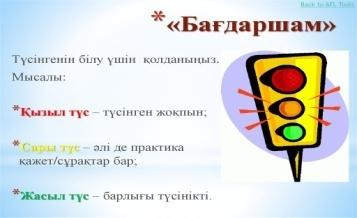 Back to AFL Tools
*«Бағдаршам»
Түсінгенін білу үшін қолданыңыз.
Мысалы:
*Қызыл түс – түсінген жоқпын;
*Сары түс – әлі де практика
қажет/сұрақтар бар;
*Жасыл түс – барлығы түсінікті.